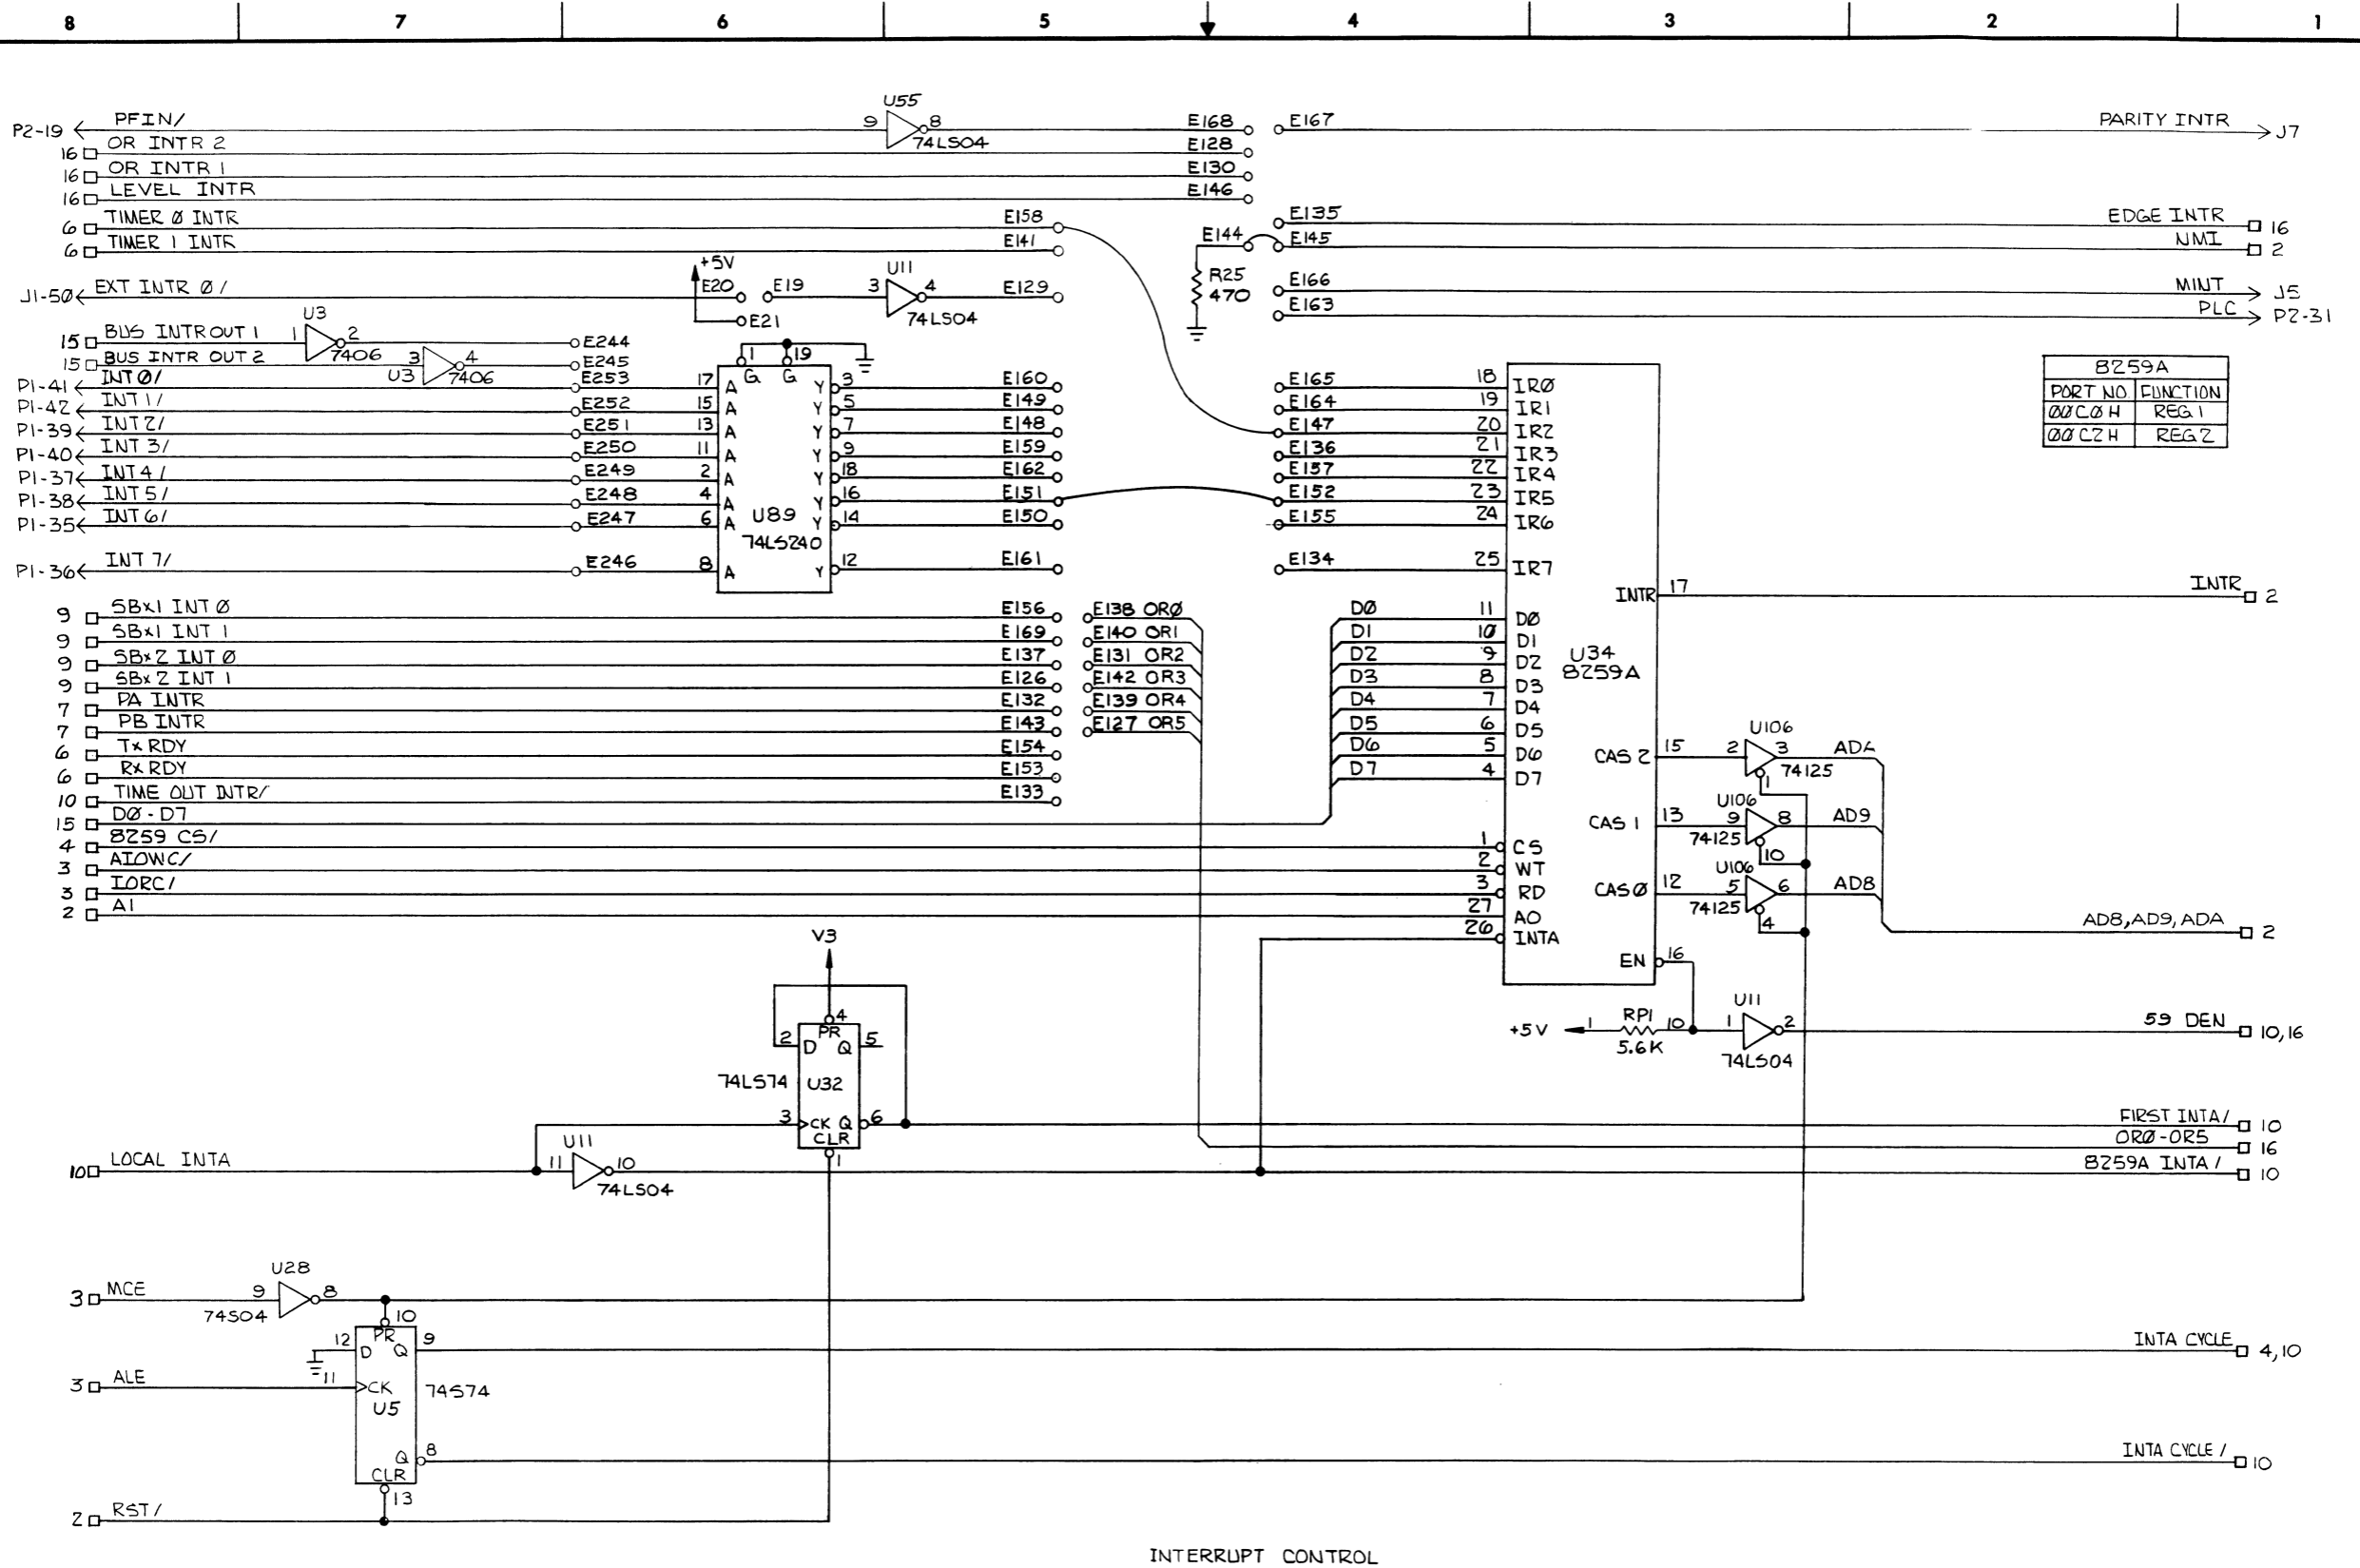 8 7 6 5 4 3 2 1
U55
P2-19 PFIN/ 9 8 E168 E167 PARITY INTR J7
74LS04
16 OR INTR 2 E128
16 OR INTR 1 E130
16 LEVEL INTR E146
6 TIMER Ø INTR E158 E135 EDGE INTR 16
6 TIMER 1 INTR E141 E144 E145 NMI 2
+5V U11 R25 470
J1-5Ø EXT INTR Ø/ E20 E19 3 4 E129 E166 MINT J5
E21 74LS04 E163 PLC P2-31
U3
15 BUS INTR OUT 1 1 2 E244
7406
15 BUS INTR OUT 2 3 4 E245
U3 7406
1 19
G G
P1-41 INTØ/ E253 17 A Y 3 E160 E165 18 IRØ
P1-42 INT1/ E252 15 A Y 5 E149 E164 19 IR1
P1-39 INT2/ E251 13 A Y 7 E148 E147 20 IR2
P1-40 INT3/ E250 11 A Y 9 E159 E136 21 IR3
P1-37 INT4/ E249 2 A Y 18 E162 E157 22 IR4
P1-38 INT5/ E248 4 A Y 16 E151 E152 23 IR5
P1-35 INT6/ E247 6 A Y 14 E150 E155 24 IR6
U89
74LS240
P1-36 INT 7/ E246 8 A Y 12 E161 E134 25 IR7
8259A
PORT NO. FUNCTION
ØØCØH REG.1
ØØC2H REG2
INTR 17 INTR 2
9 SBx1 INTØ E156 E138 ORØ DØ 11 DØ
9 SBx1 INT 1 E169 E140 OR1 D1 10 D1
9 SBx2 INTØ E137 E131 OR2 D2 9 D2
9 SBx2 INT 1 E126 E142 OR3 D3 8 D3
7 PA INTR E132 E139 OR4 D4 7 D4
7 PB INTR E143 E127 OR5 D5 6 D5
6 Tx RDY E154 D6 5 D6
6 Rx RDY E153 D7 4 D7
U34
8259A
10 TIME OUT INTR/ E133
15 DØ-D7
4 8259 CS/ 1 CS
3 AIOWC/ 2 WT
3 IORC/ 3 RD
2 A1 27 AO
26 INTA
U106
CAS 2 15 2 3 ADA
1 74125
U106
CAS 1 13 9 8 AD9
74125 10
U106
CASØ 12 5 6 AD8
74125 4
AD8,AD9,ADA 2
EN 16
U11
+5V 1 RP1 10 1 2 59 DEN 10,16
5.6K 74LS04
V3
4
PR
2 D Q 5
74LS74 U32
3 CK Q 6 FIRST INTA/ 10
CLR
1
ORØ-OR5 16
U11
10 LOCAL INTA 11 10 8259A INTA/ 10
74LS04
U28
3 MCE 9 8
74S04
10
PR
12 D Q 9 INTA CYCLE 4,10
3 ALE 11 CK 74S74
U5
Q 8 INTA CYCLE/ 10
CLR
13
2 RST/
INTERRUPT CONTROL